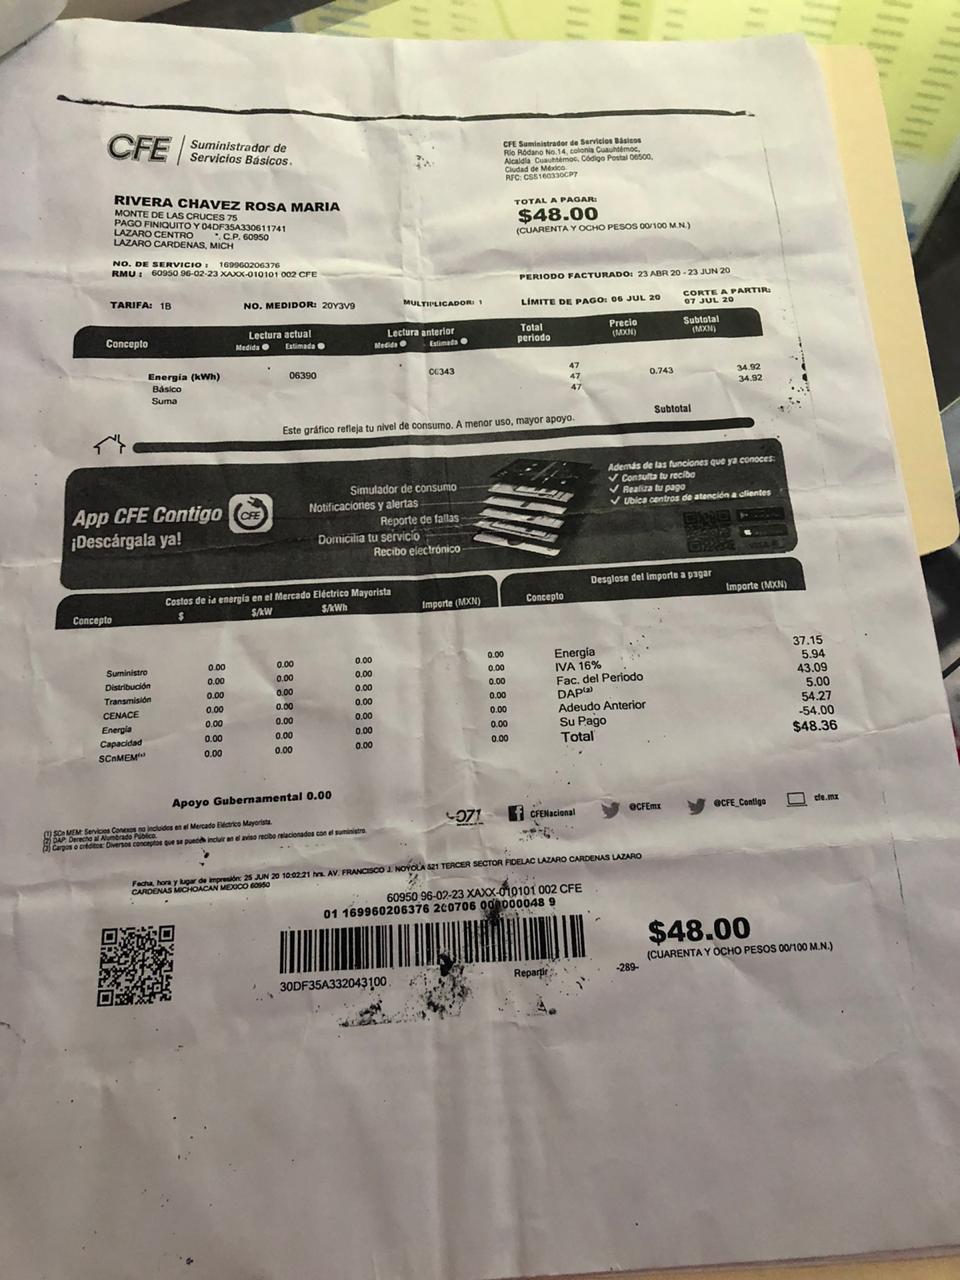 CFE
Suministrador de
Servicios Básicos.
CFE Suministrador de Servicios Básicos
Río Ródano No.14, colonia Cuauhtémoc,
Alcaldía Cuauhtémoc, Código Postal 06500,
Ciudad de México.
RFC: CSS160330CP7
RIVERA CHAVEZ ROSA MARIA
MONTE DE LAS CRUCES 75
PAGO FINIQUITO Y 04DF35A330611741
LAZARO CENTRO C.P. 60950
LAZARO CARDENAS, MICH
TOTAL A PAGAR:
$48.00
(CUARENTA Y OCHO PESOS 00/100 M.N.)
NO. DE SERVICIO : 169960206376
RMU : 60950 96-02-23 XAXX-010101 002 CFE
PERIODO FACTURADO: 23 ABR 20 - 23 JUN 20
TARIFA: 1B NO. MEDIDOR: 20Y3V9 MULTIPLICADOR: 1 LÍMITE DE PAGO: 06 JUL 20 CORTE A PARTIR:
07 JUL 20
Concepto Lectura actual Lectura anterior Total periodo Precio (MXN) Subtotal (MXN)
Medida Estimada Medida Estimada
Energía (kWh) 06390 06343 47
Básico 47 0.743 34.92
Suma 47 34.92
Subtotal
Este gráfico refleja tu nivel de consumo. A menor uso, mayor apoyo.
App CFE Contigo
¡Descárgala ya!
CFE
Simulador de consumo
Notificaciones y alertas
Reporte de fallas
Domicilia tu servicio
Recibo electrónico
Además de las funciones que ya conoces:
✓ Consulta tu recibo
✓ Realiza tu pago
✓ Ubica centros de atención a clientes
Costos de la energía en el Mercado Eléctrico Mayorista
Concepto $ $/kW $/kWh Importe (MXN)
Suministro 0.00 0.00 0.00 0.00
Distribución 0.00 0.00 0.00 0.00
Transmisión 0.00 0.00 0.00 0.00
CENACE 0.00 0.00 0.00 0.00
Energía 0.00 0.00 0.00 0.00
Capacidad 0.00 0.00 0.00 0.00
SCnMEM(1) 0.00 0.00 0.00 0.00
Desglose del importe a pagar
Concepto Importe (MXN)
Energía 37.15
IVA 16% 5.94
Fac. del Periodo 43.09
DAP(2) 5.00
Adeudo Anterior 54.27
Su Pago -54.00
Total $48.36
Apoyo Gubernamental 0.00
071 CFENacional @CFEmx @CFE_Contigo cfe.mx
(1) SCnMEM: Servicios Conexos no incluidos en el Mercado Eléctrico Mayorista.
(2) DAP: Derecho al Alumbrado Público.
(3) Cargos o créditos: Diversos conceptos que se pueden incluir en el aviso recibo relacionados con el suministro.
Fecha, hora y lugar de impresión: 25 JUN 20 10:02:21 hrs. AV. FRANCISCO J. NOYOLA 521 TERCER SECTOR FIDELAC LAZARO CARDENAS LAZARO
CARDENAS MICHOACAN MEXICO 60950
60950 96-02-23 XAXX-010101 002 CFE
01 169960206376 200706 000000048 9
30DF35A332043100
Repartir
-289-
$48.00
(CUARENTA Y OCHO PESOS 00/100 M.N.)